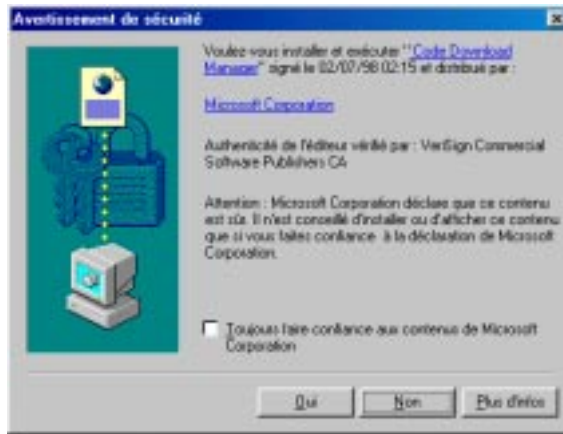 Avertissement de sécurité
Voulez-vous installer et exécuter "Code Download
Manager" signé le 02/07/98 02:15 et distribué par :
Microsoft Corporation
Authenticité de l'éditeur vérifié par : VeriSign Commercial
Software Publishers CA
Attention : Microsoft Corporation déclare que ce contenu
est sûr. Il n'est conseillé d'installer ou d'afficher ce contenu
que si vous faites confiance à la déclaration de Microsoft
Corporation.
Toujours faire confiance aux contenus de Microsoft
Corporation
Oui Non Plus d'infos